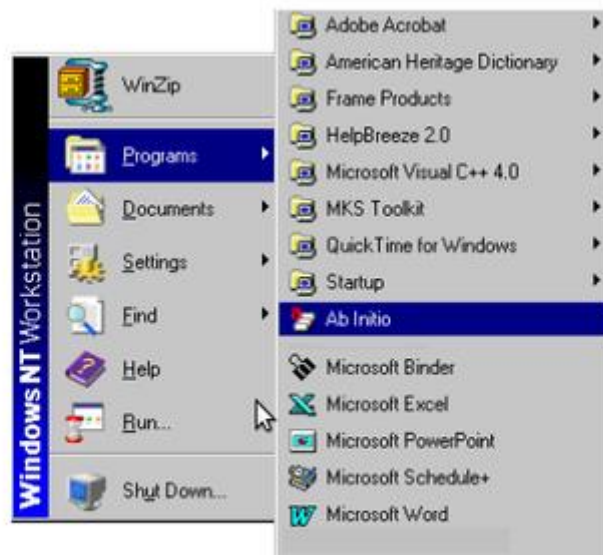 Windows NT Workstation
WinZip
Programs
Documents
Settings
Find
Help
Run...
Shut Down...
Adobe Acrobat
American Heritage Dictionary
Frame Products
HelpBreeze 2.0
Microsoft Visual C++ 4.0
MKS Toolkit
QuickTime for Windows
Startup
Ab Initio
Microsoft Binder
Microsoft Excel
Microsoft PowerPoint
Microsoft Schedule+
Microsoft Word